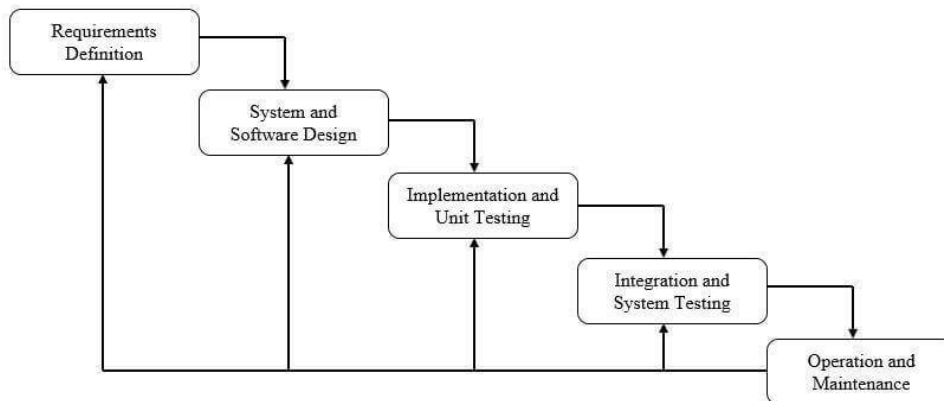 Requirements
Definition
System and
Software Design
Implementation and
Unit Testing
Integration and
System Testing
Operation and
Maintenance